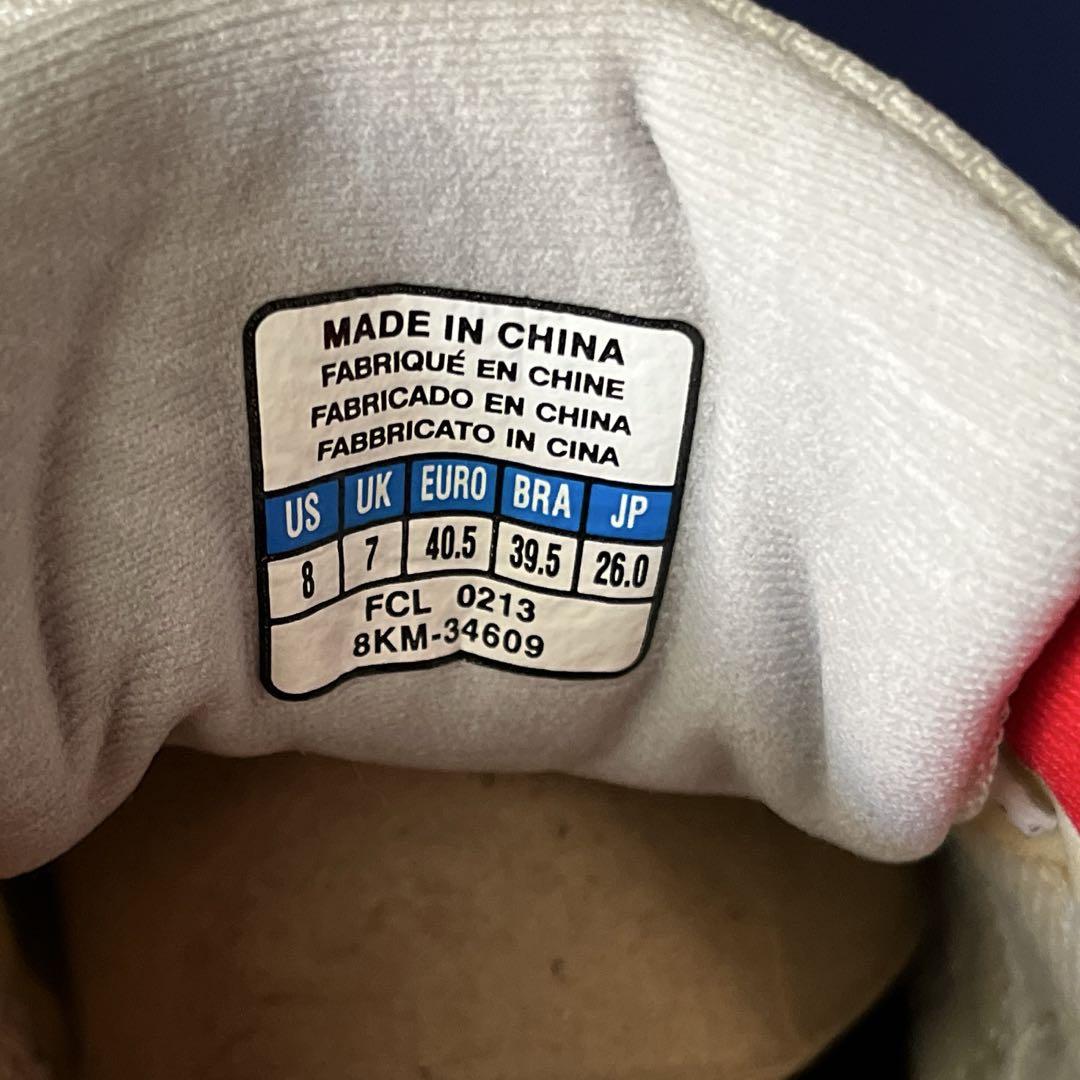 MADE IN CHINA
FABRIQUÉ EN CHINE
FABRICADO EN CHINA
FABBRICATO IN CINA
US UK EURO BRA JP
8 7 40.5 39.5 26.0
FCL 0213
8KM-34609